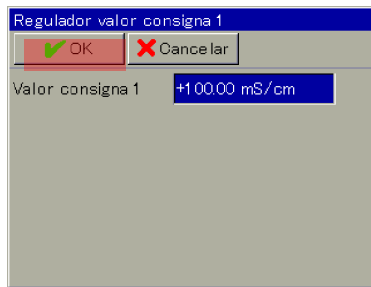 Regulador valor consigna 1
OK Cancelar
Valor consigna 1 +100.00 mS/cm